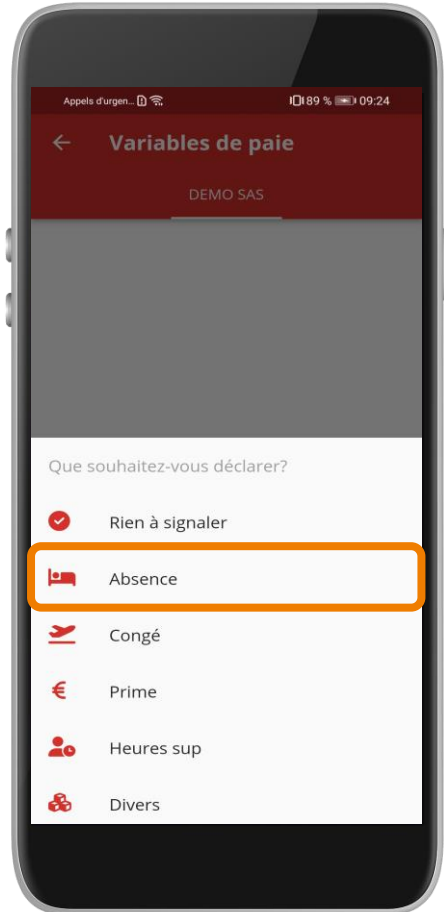 Appels d'urgen... 89 % 09:24
Variables de paie
DEMO SAS
Que souhaitez-vous déclarer?
Rien à signaler
Absence
Congé
€ Prime
Heures sup
Divers